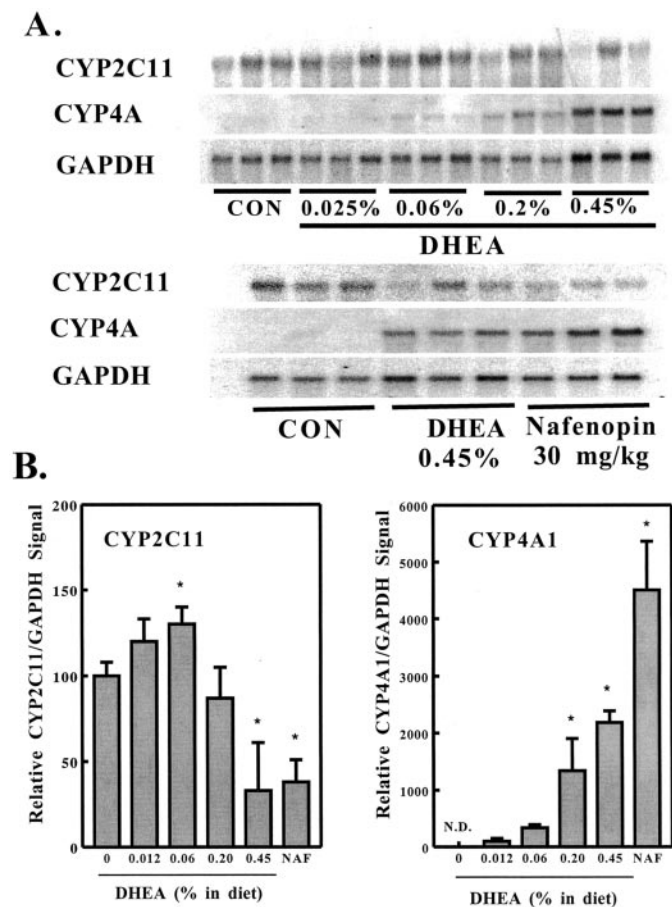 A.
CYP2C11
CYP4A
GAPDH
CON 0.025% 0.06% 0.2% 0.45%
DHEA
CYP2C11
CYP4A
GAPDH
CON DHEA Nafenopin
0.45% 30 mg/kg
B.
Relative CYP2C11/GAPDH Signal
200
150
100
50
0
CYP2C11
*
*
*
0 0.012 0.06 0.20 0.45 NAF
DHEA (% in diet)
Relative CYP4A1/GAPDH Signal
6000
5000
4000
3000
2000
1000
0
CYP4A1
*
*
*
N.D.
0 0.012 0.06 0.20 0.45 NAF
DHEA (% in diet)